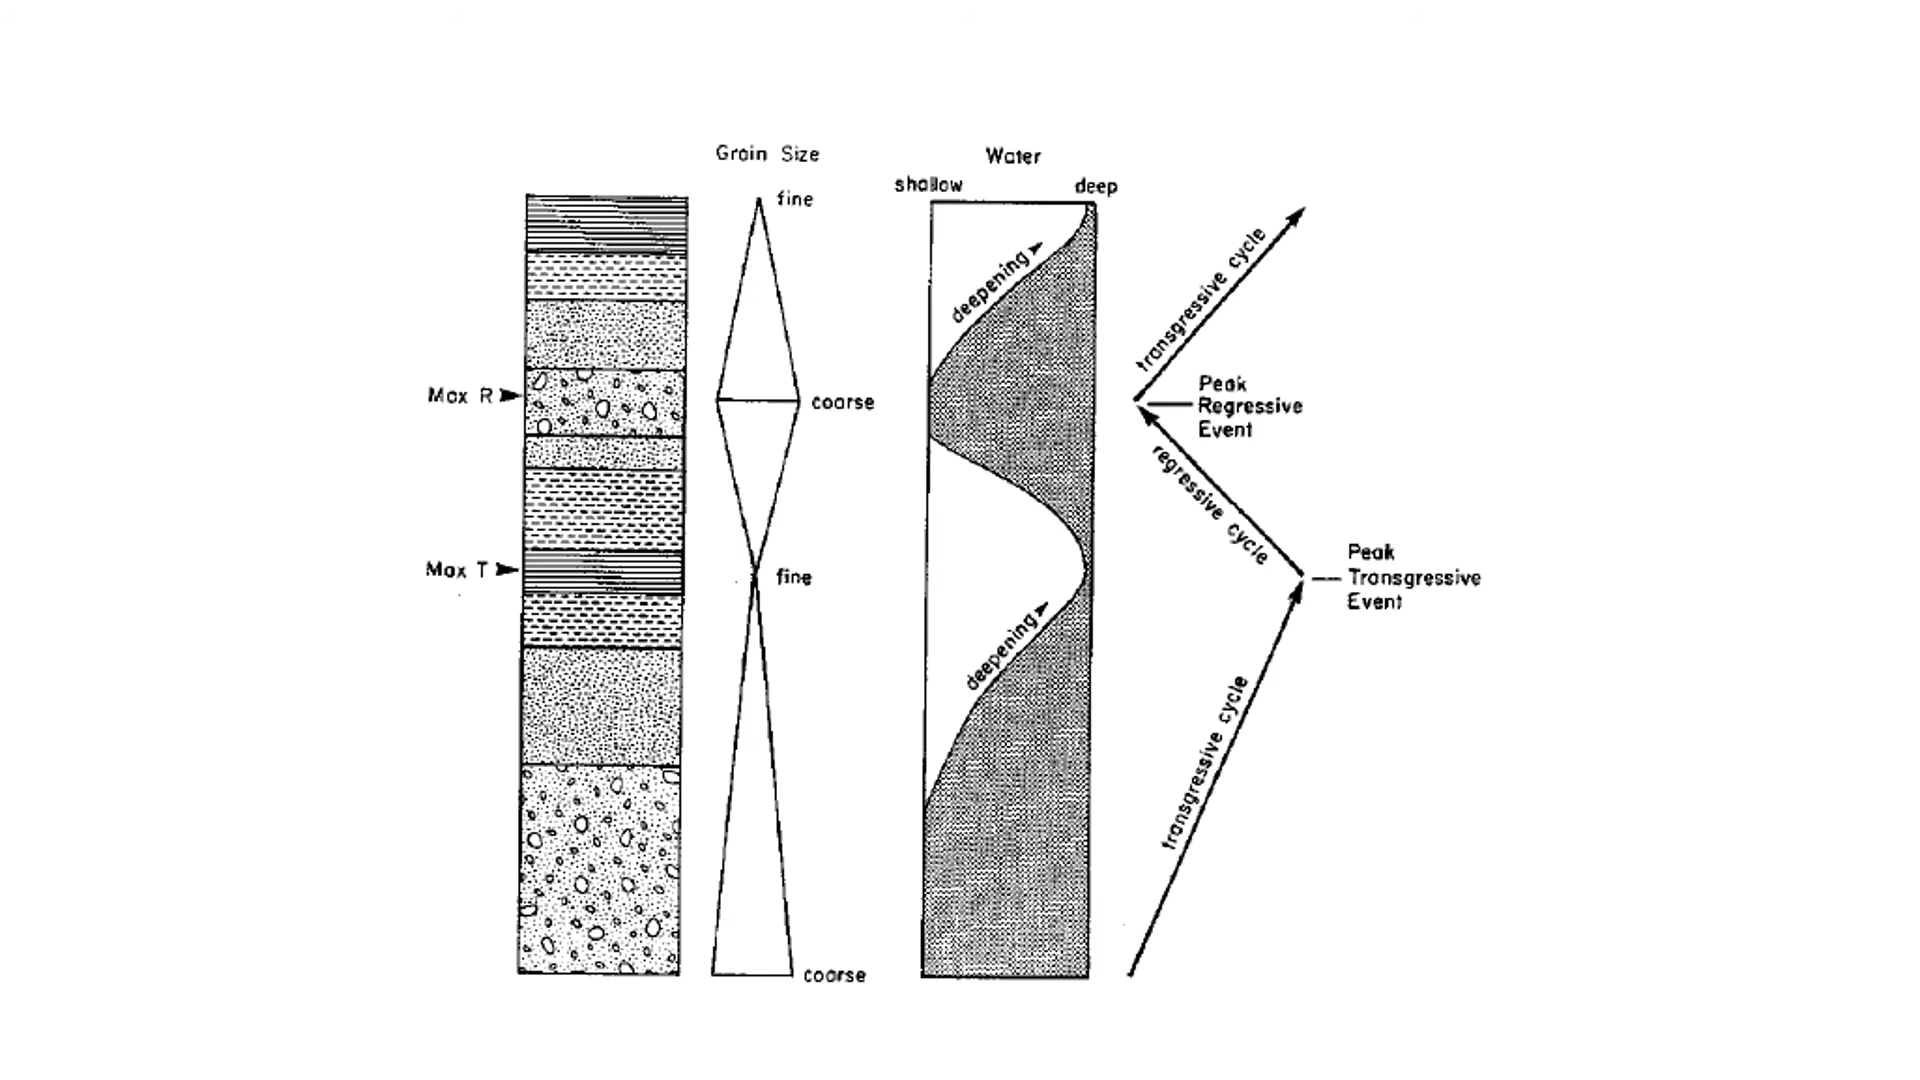 Grain Size
Water
shallow
deep
fine
deepening
transgressive cycle
Max R
coarse
Peak
Regressive
Event
regressive cycle
Max T
fine
Peak
Transgressive
Event
deepening
transgressive cycle
coarse